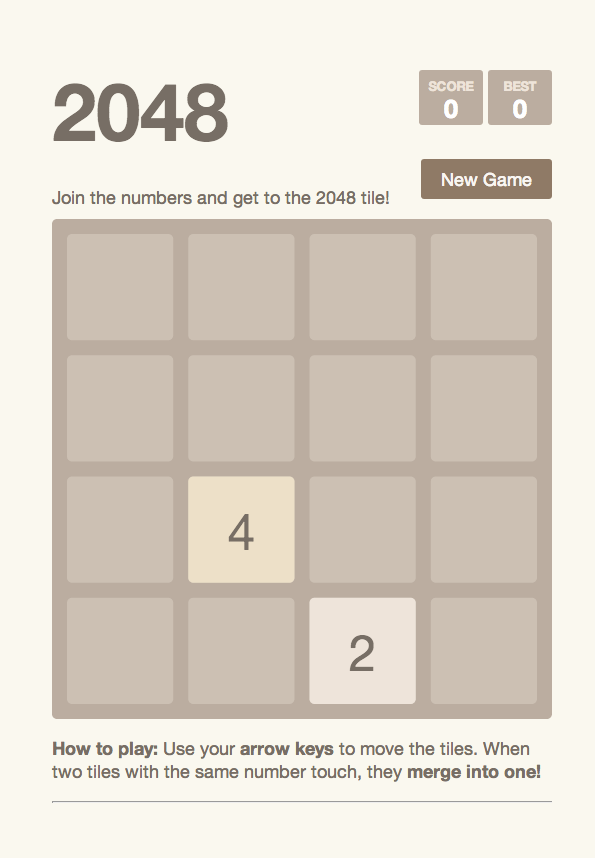 2048
SCORE
0
BEST
0
New Game
Join the numbers and get to the 2048 tile!
4
2
How to play: Use your arrow keys to move the tiles. When
two tiles with the same number touch, they merge into one!